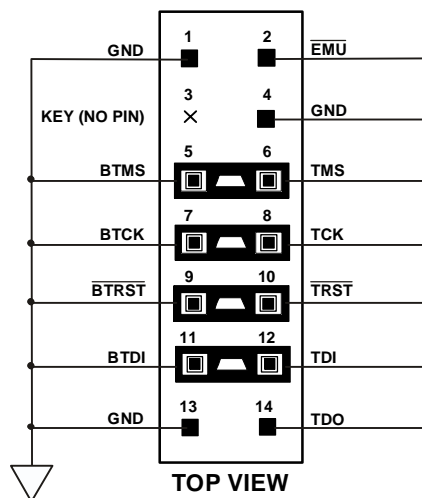 1 2
GND EMU
3 4
KEY (NO PIN) GND
5 6
BTMS TMS
7 8
BTCK TCK
9 10
BTRST TRST
11 12
BTDI TDI
13 14
GND TDO
TOP VIEW